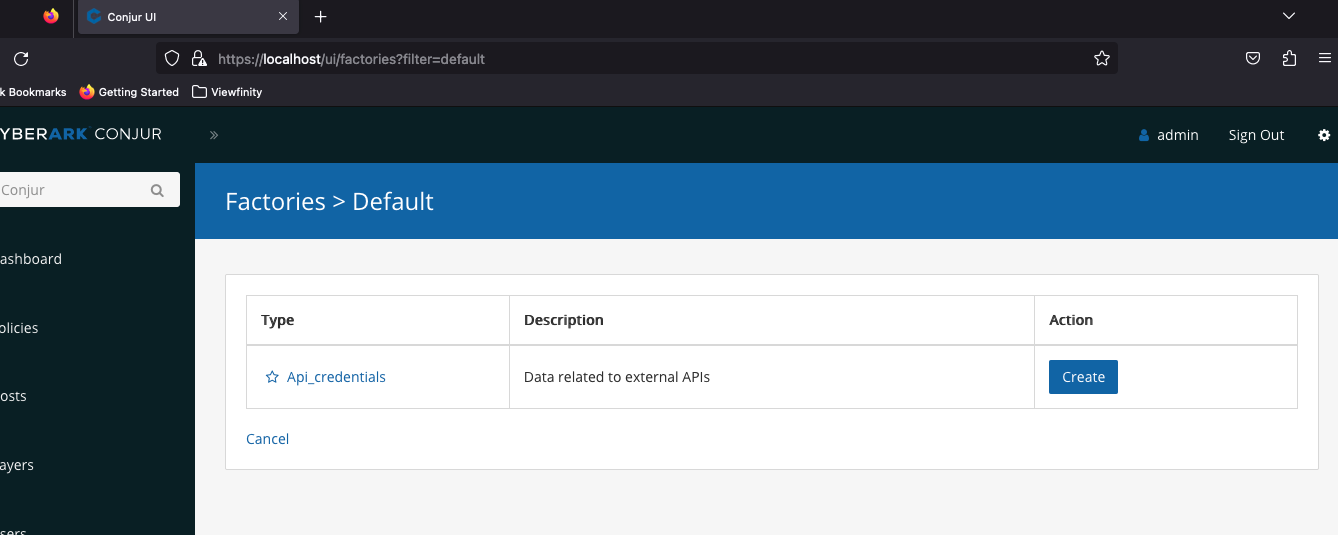 Conjur UI
https://localhost/ui/factories?filter=default
k Bookmarks Getting Started Viewfinity
YBERARK CONJUR » admin Sign Out
Conjur
Factories > Default
ashboard
olicies
osts
ayers
sers
Type Description Action
Api_credentials Data related to external APIs Create
Cancel